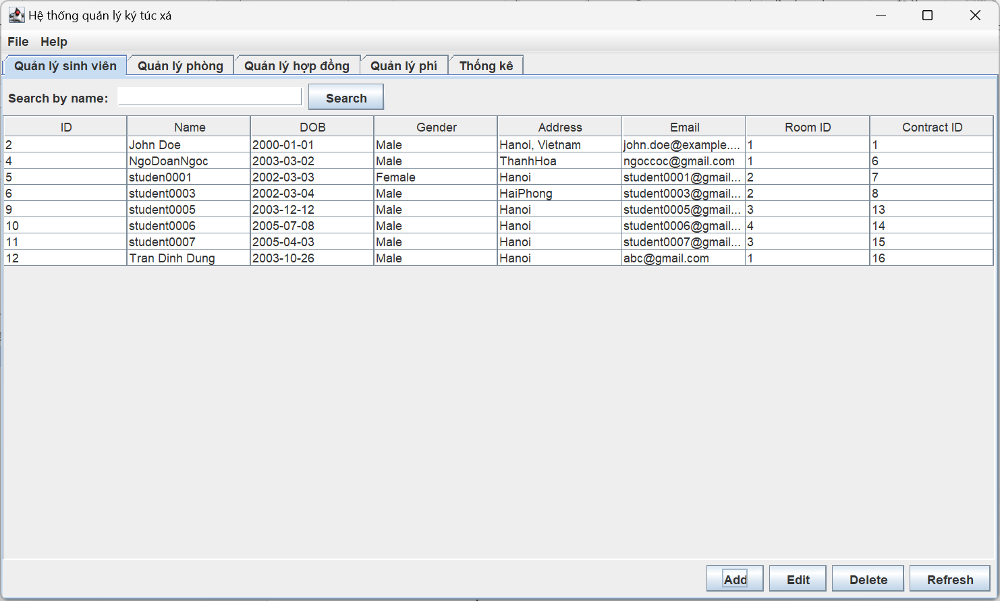 Hệ thống quản lý ký túc xá
File Help
Quản lý sinh viên Quản lý phòng Quản lý hợp đồng Quản lý phí Thống kê
Search by name: Search
ID Name DOB Gender Address Email Room ID Contract ID
2 John Doe 2000-01-01 Male Hanoi, Vietnam john.doe@example.... 1 1
4 NgoDoanNgoc 2003-03-02 Male ThanhHoa ngoccoc@gmail.com 1 6
5 studen0001 2002-03-03 Female Hanoi student0001@gmail... 2 7
6 student0003 2002-03-04 Male HaiPhong student0003@gmail... 2 8
9 student0005 2003-12-12 Male Hanoi student0005@gmail... 3 13
10 student0006 2005-07-08 Male Hanoi student0006@gmail... 4 14
11 student0007 2005-04-03 Male Hanoi student0007@gmail... 3 15
12 Tran Dinh Dung 2003-10-26 Male Hanoi abc@gmail.com 1 16
Add Edit Delete Refresh